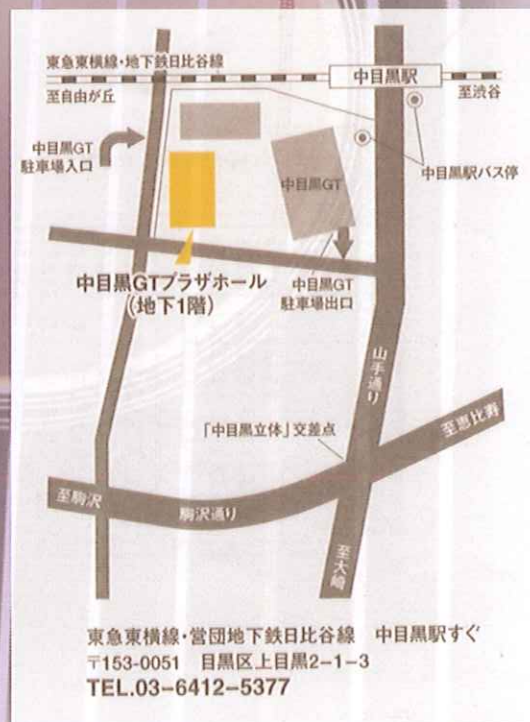 東急東横線・地下鉄日比谷線
中目黒駅
至自由が丘
至渋谷
中目黒GT
駐車場入口
中目黒GT
中目黒駅バス停
中目黒GTプラザホール
(地下1階)
中目黒GT
駐車場出口
山手通り
「中目黒立体」交差点
至恵比寿
至駒沢
駒沢通り
至大崎
東急東横線・営団地下鉄日比谷線 中目黒駅すぐ
〒153-0051 目黒区上目黒2-1-3
TEL.03-6412-5377